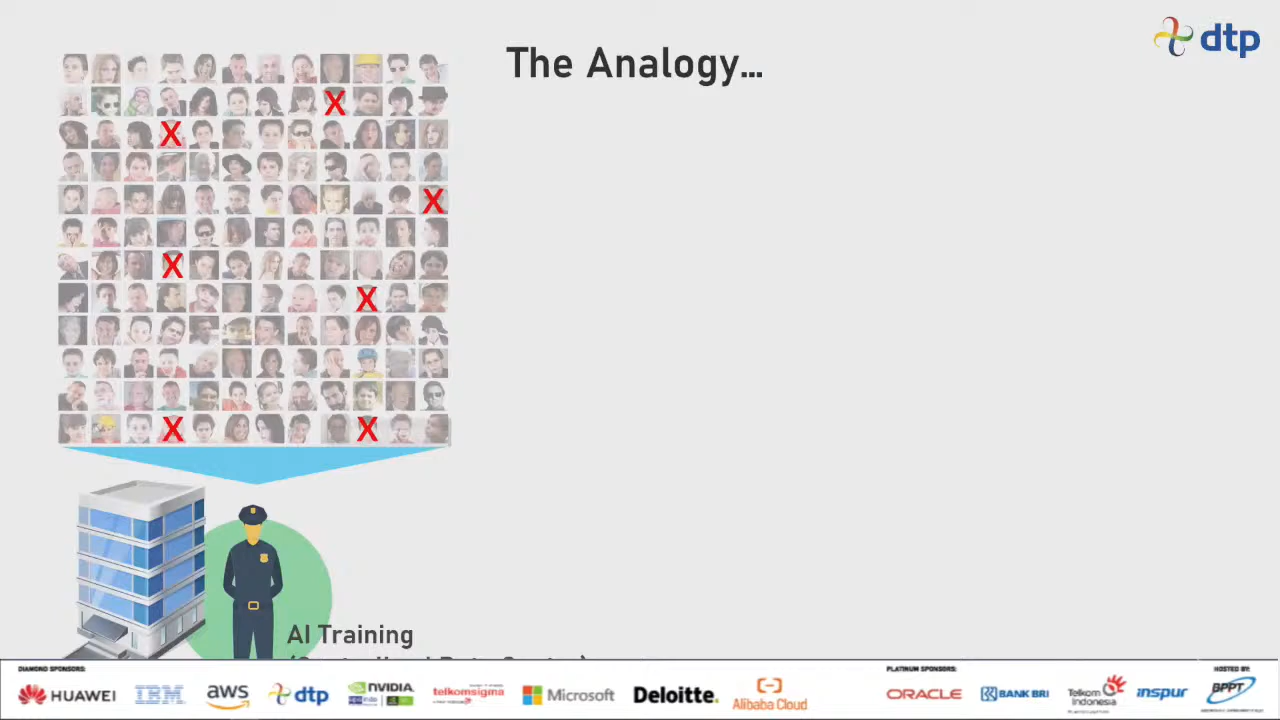 The Analogy...
dtp
X
X
X
X
X
X
X
AI Training
DIAMOND SPONSORS:
PLATINUM SPONSORS:
HOSTED BY:
HUAWEI
IBM
aws
dtp
NVIDIA
telkomsigma
Microsoft
Deloitte.
Alibaba Cloud
ORACLE
BANK BRI
Telkom
Indonesia
inspur
BPPT